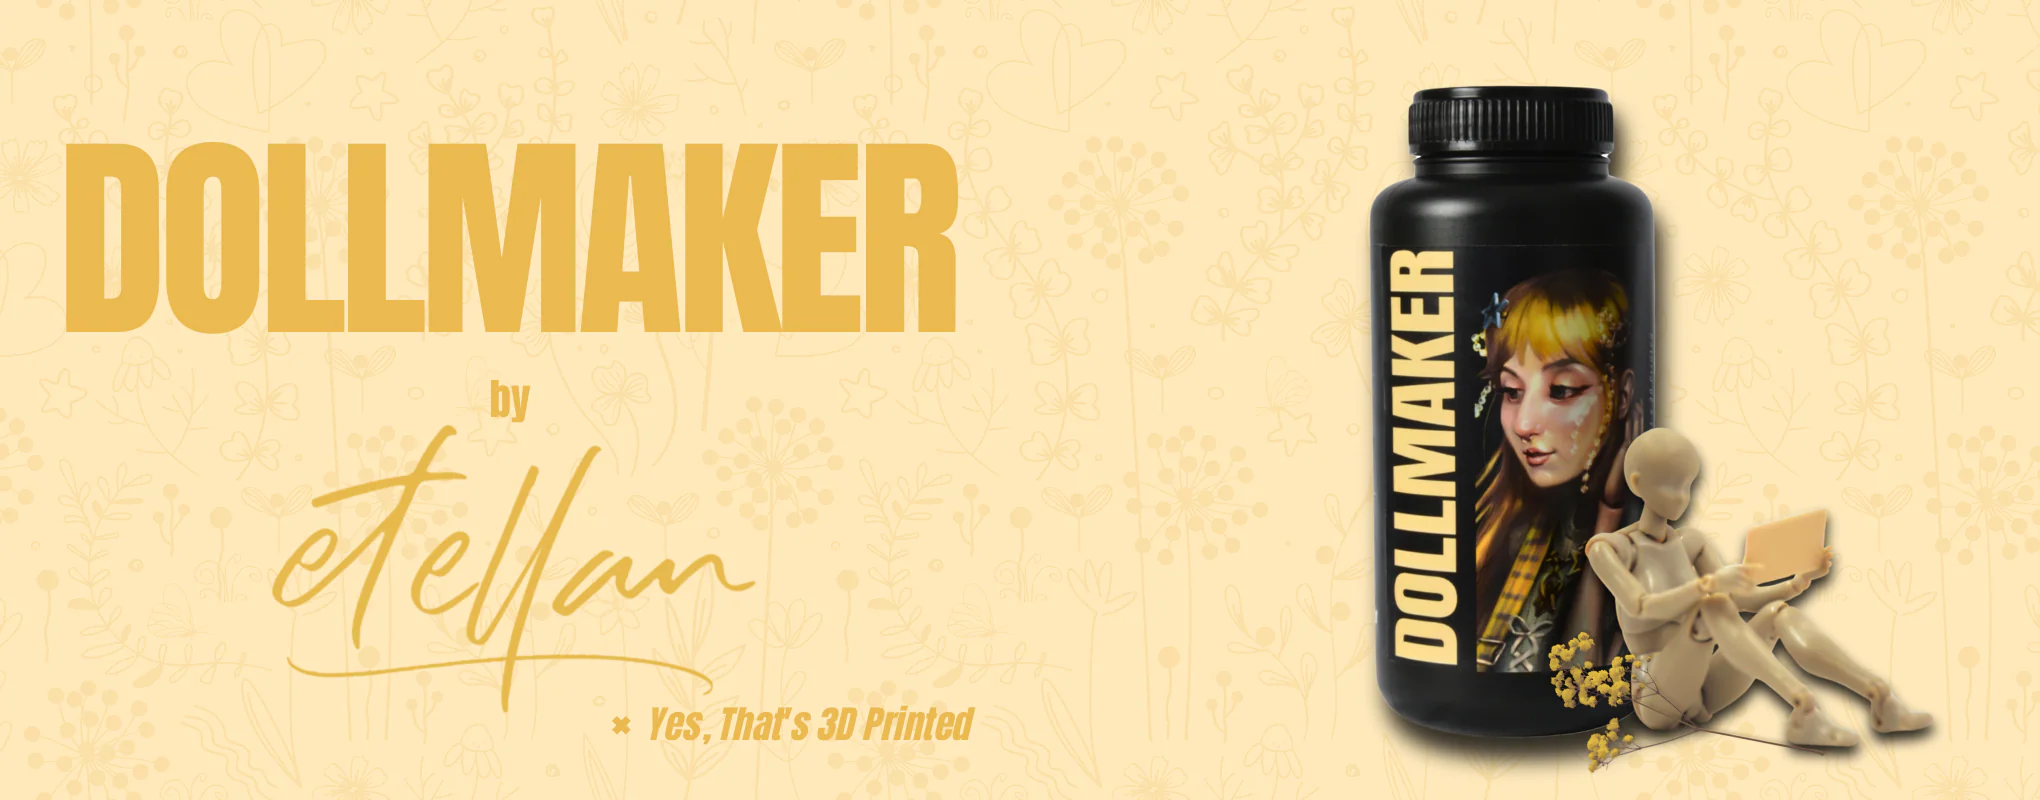 DOLLMAKER
by
etellan
× Yes, That's 3D Printed
DOLLMAKER